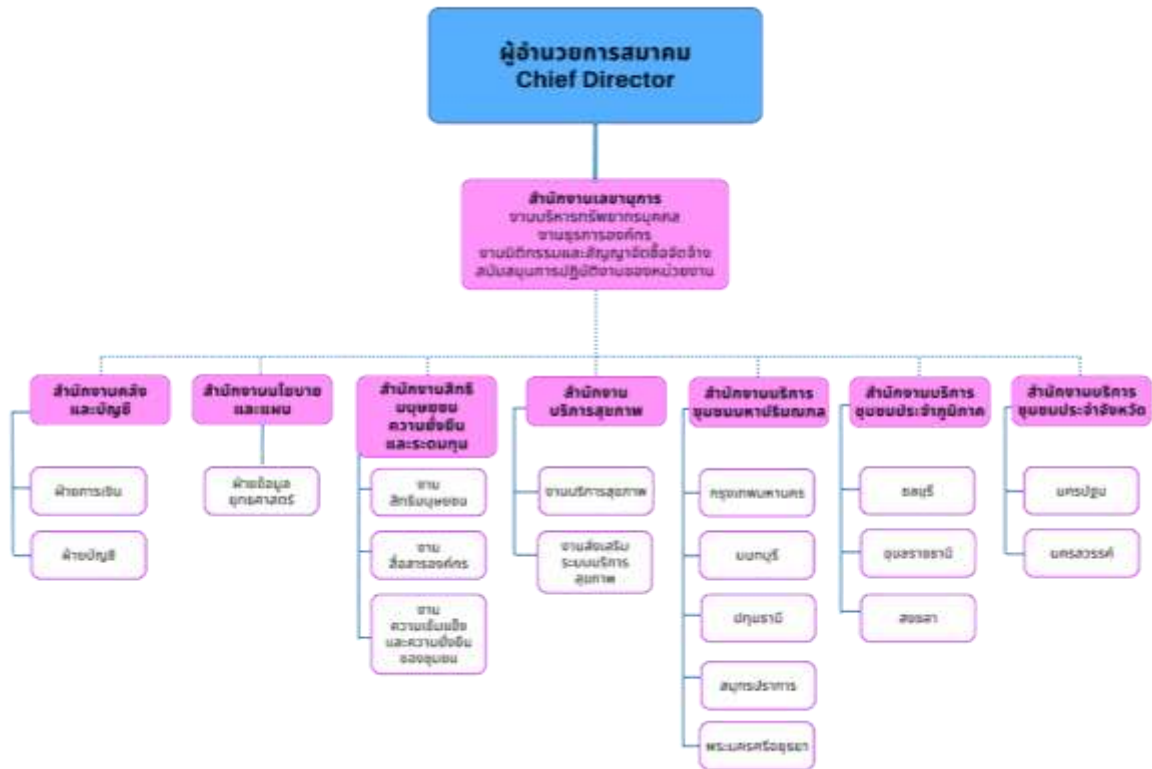 ผู้อำนวยการสมาคม
Chief Director
สำนักงานเลขานุการ
งานบริหารทรัพยากรบุคคล
งานธุรการองค์กร
งานนิติกรรมและสัญญาจัดซื้อจัดจ้าง
สนับสนุนการปฏิบัติงานของหน่วยงาน
สำนักงานคลัง
และบัญชี
ฝ่ายการเงิน
ฝ่ายบัญชี
สำนักงานนโยบาย
และแผน
ฝ่ายข้อมูล
ยุทธศาสตร์
สำนักงานสิทธิ
มนุษยชน
ความยั่งยืน
และระดมทุน
งาน
สิทธิมนุษยชน
งาน
สื่อสารองค์กร
งาน
ความเข้มแข็ง
และความยั่งยืน
ของชุมชน
สำนักงาน
บริการสุขภาพ
งานบริการสุขภาพ
งานส่งเสริม
ระบบบริการ
สุขภาพ
สำนักงานบริการ
ชุมชนมหาปริมณฑล
กรุงเทพมหานคร
นนทบุรี
ปทุมธานี
สมุทรปราการ
พระนครศรีอยุธยา
สำนักงานบริการ
ชุมชนประจำภูมิภาค
ชลบุรี
อุบลราชธานี
สงขลา
สำนักงานบริการ
ชุมชนประจำจังหวัด
นครปฐม
นครสวรรค์